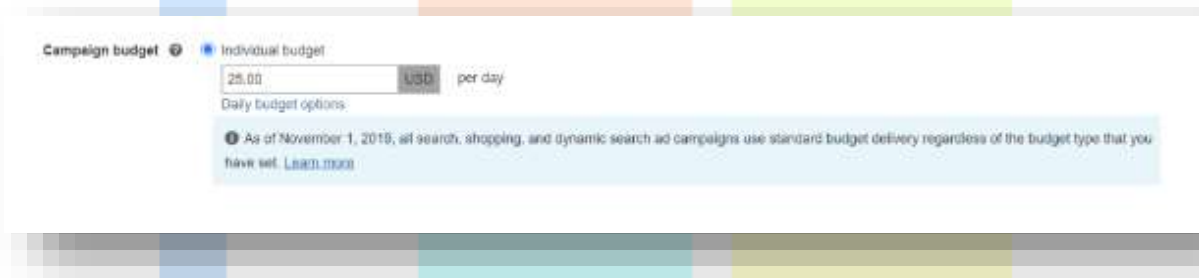 Campaign budget Individual budget
25.00 USD per day
Daily budget options
As of November 1, 2019, all search, shopping, and dynamic search ad campaigns use standard budget delivery regardless of the budget type that you
have set. Learn more